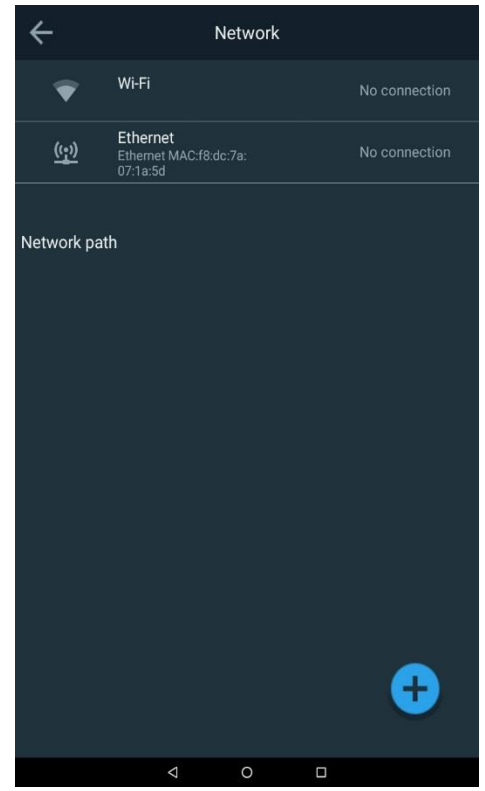 Network
Wi-Fi
No connection
Ethernet
Ethernet MAC:f8:dc:7a:
07:1a:5d
No connection
Network path